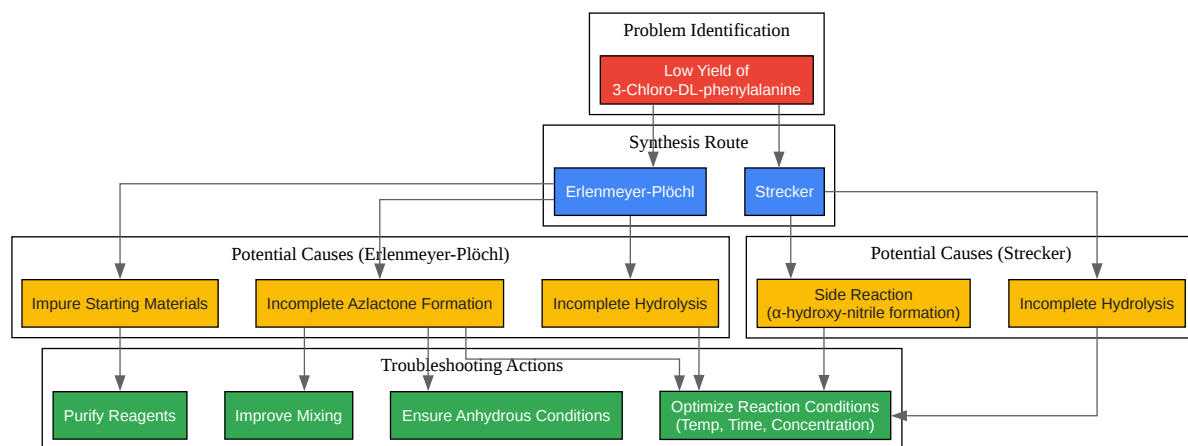 Problem Identification
Low Yield of
3-Chloro-DL-phenylalanine
Synthesis Route
Erlenmeyer-Plöchl
Strecker
Potential Causes (Erlenmeyer-Plöchl)
Potential Causes (Strecker)
Impure Starting Materials
Incomplete Azlactone Formation
Incomplete Hydrolysis
Side Reaction
(α-hydroxy-nitrile formation)
Incomplete Hydrolysis
Troubleshooting Actions
Purify Reagents
Improve Mixing
Ensure Anhydrous Conditions
Optimize Reaction Conditions
(Temp, Time, Concentration)